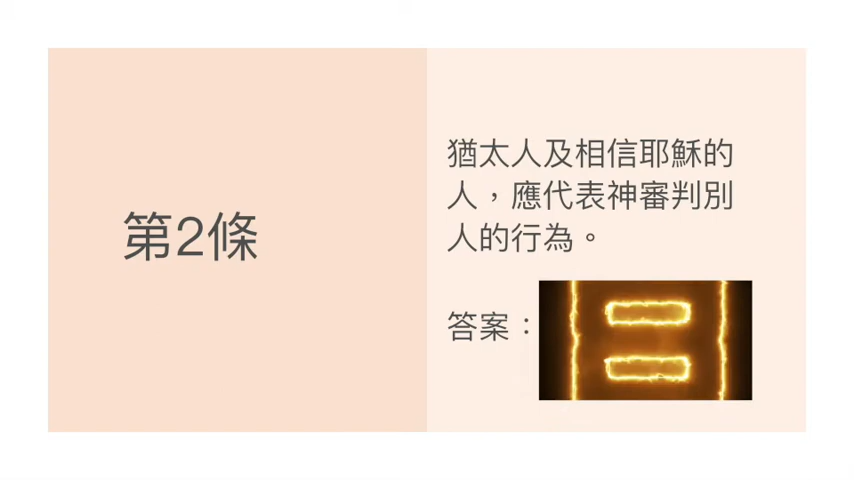 第2條
猶太人及相信耶穌的
人，應代表神審判別
人的行為。
答案：